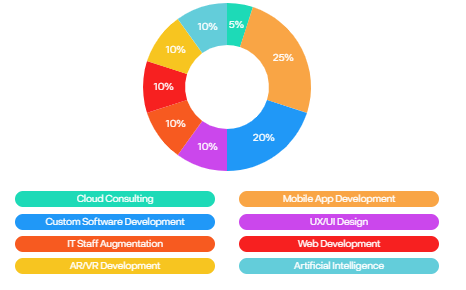 5%
10%
25%
10%
10%
10%
20%
10%
Cloud Consulting
Mobile App Development
Custom Software Development
UX/UI Design
IT Staff Augmentation
Web Development
AR/VR Development
Artificial Intelligence